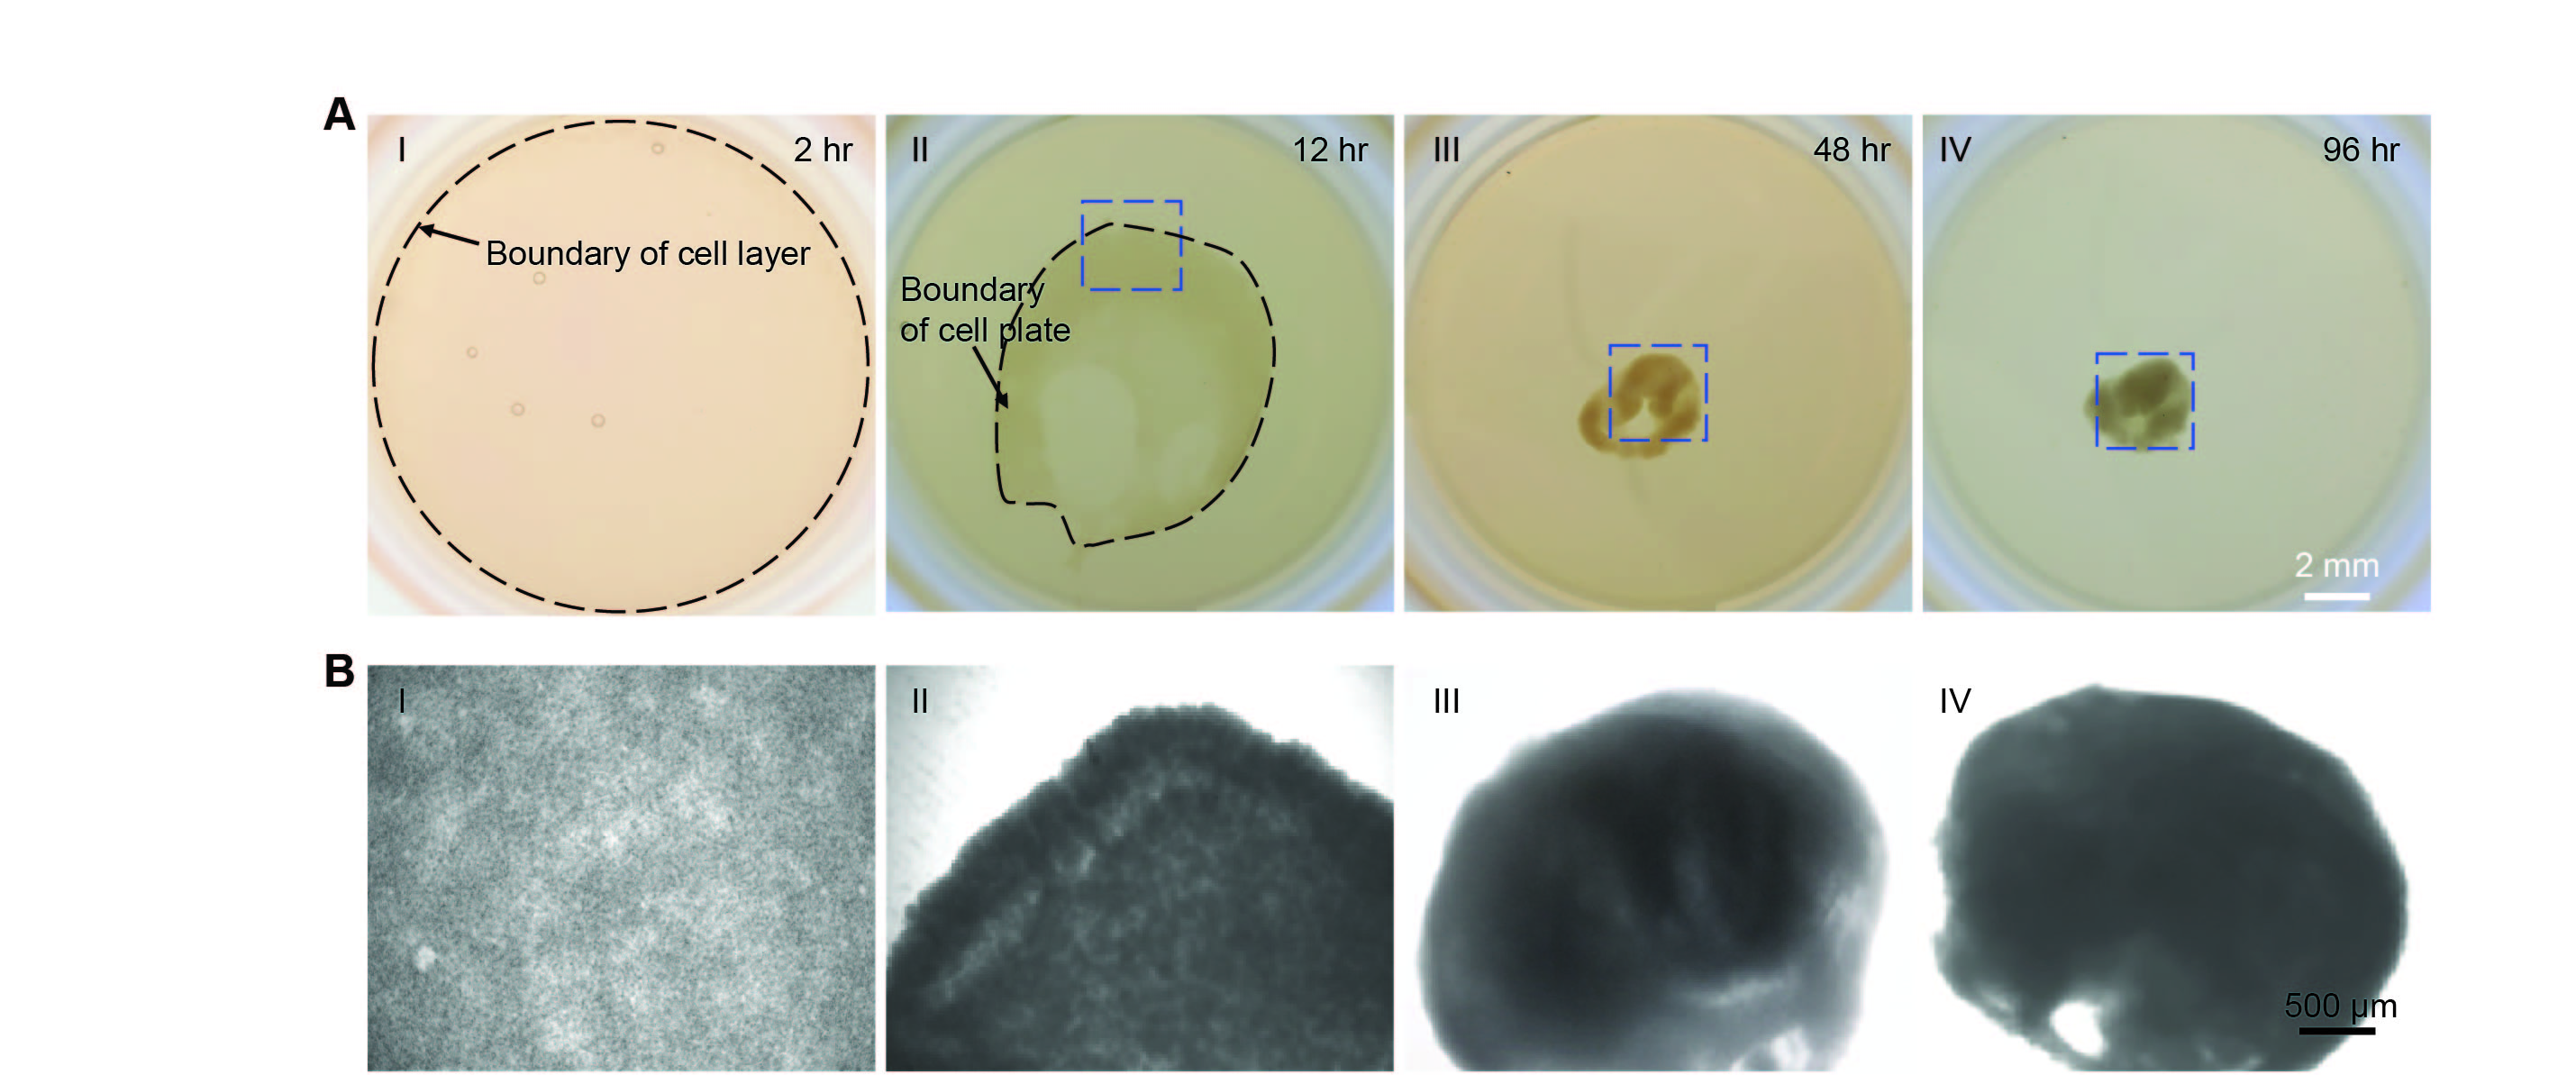 A
I
2 hr
Boundary of cell layer
II
12 hr
Boundary
of cell plate
III
48 hr
IV
96 hr
2 mm
B
I
II
III
IV
500 μm